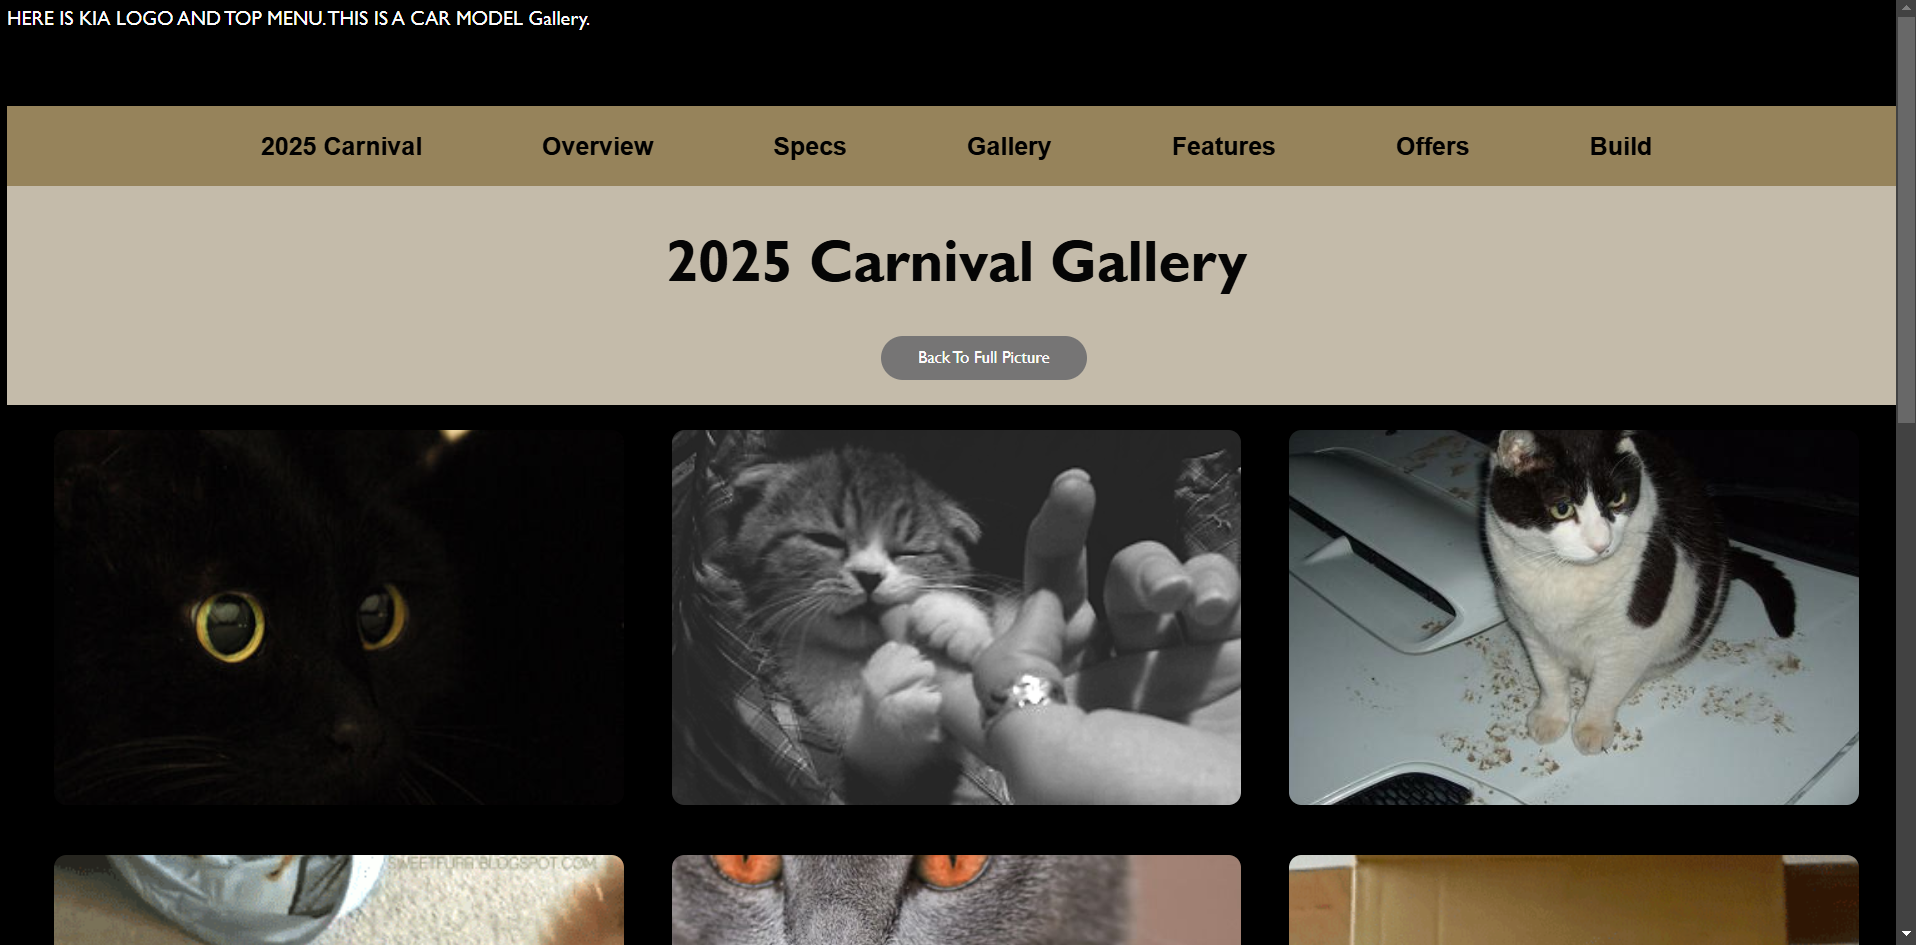 HERE IS KIA LOGO AND TOP MENU.THIS IS A CAR MODEL Gallery.
2025 Carnival Overview Specs Gallery Features Offers Build
2025 Carnival Gallery
Back To Full Picture
SWEETFURR.BLOGSPOT.COM